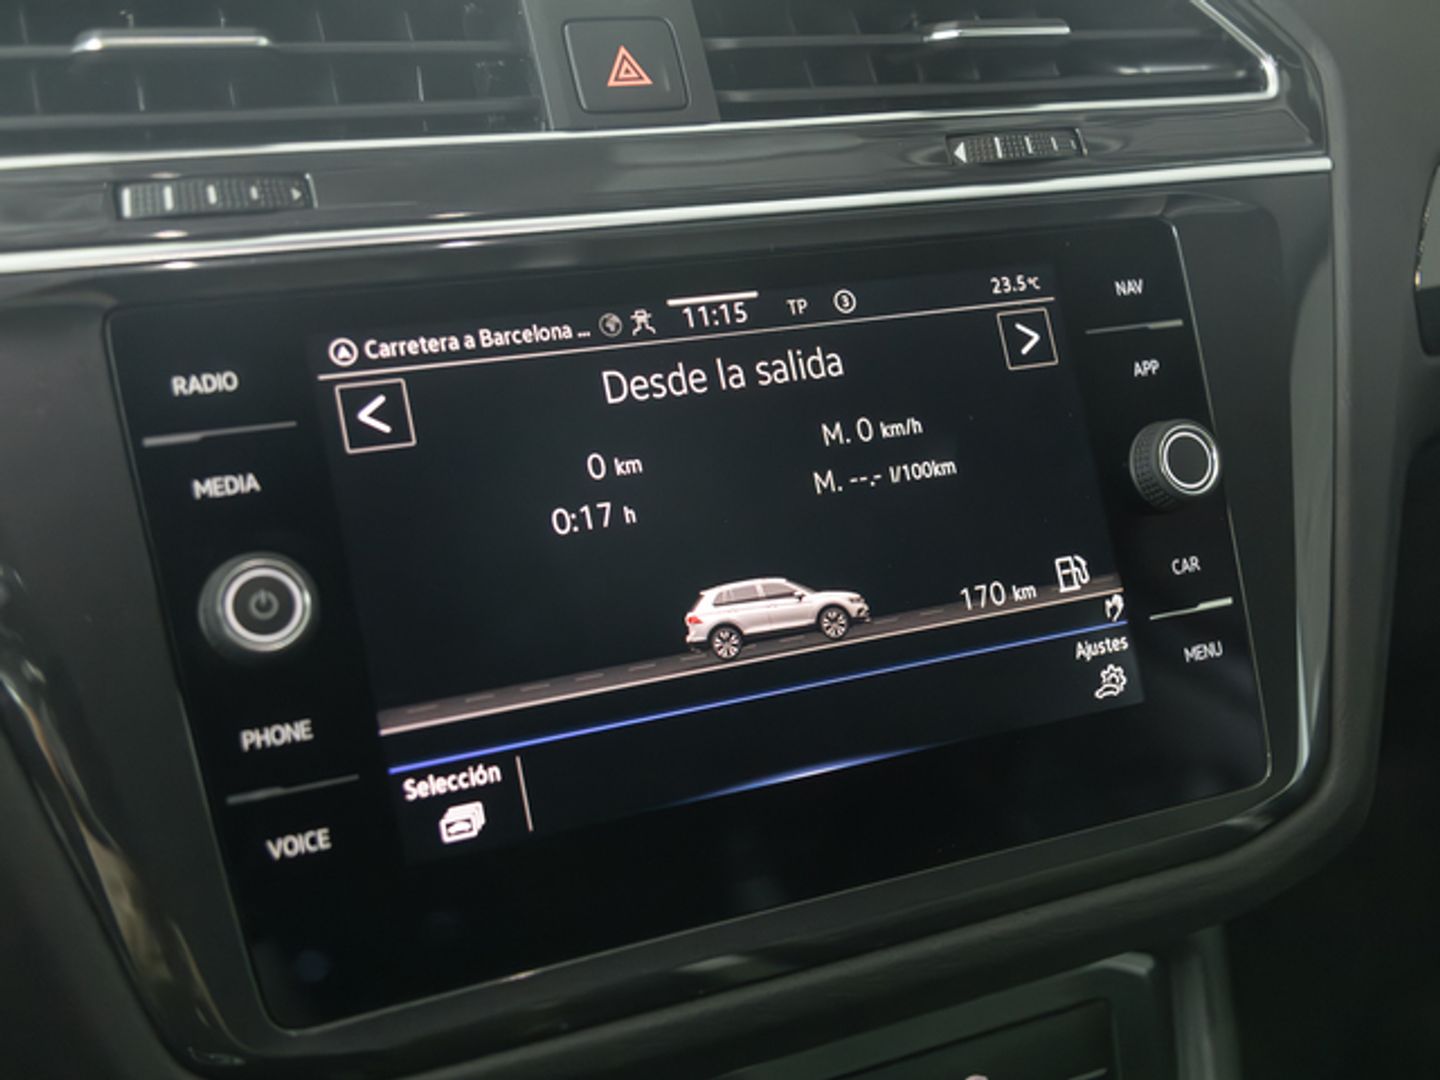 Carretera a Barcelona ...
11:15
TP
3
23.5°C
Desde la salida
0 km
M. 0 km/h
0:17 h
M. --.- l/100km
170 km
Ajustes
Selección
RADIO
MEDIA
PHONE
VOICE
NAV
APP
CAR
MENU